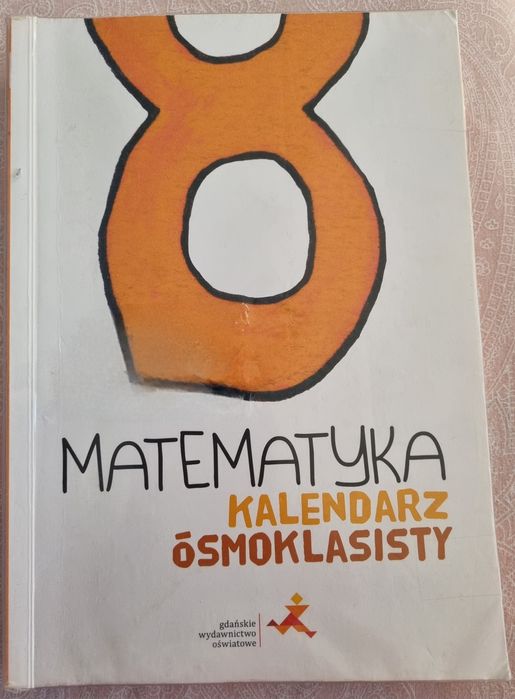 8
MATEMATYKA
KALENDARZ
ÓSMOKLASISTY
gdańskie
wydawnictwo
oświatowe